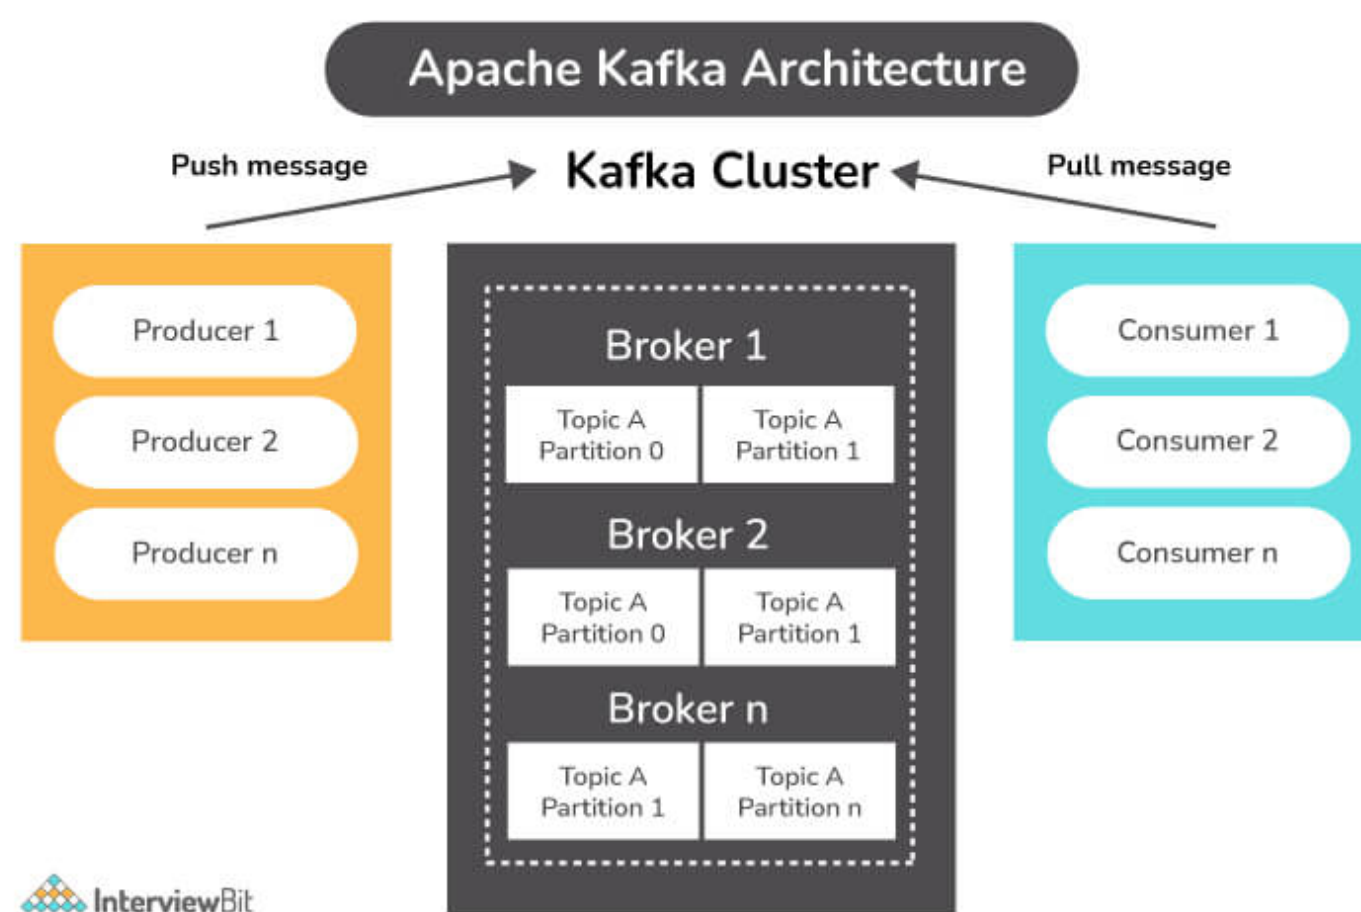 Apache Kafka Architecture
Push message
Kafka Cluster
Pull message
Producer 1
Producer 2
Producer n
Broker 1
Topic A
Partition 0
Topic A
Partition 1
Broker 2
Topic A
Partition 0
Topic A
Partition 1
Broker n
Topic A
Partition 1
Topic A
Partition n
Consumer 1
Consumer 2
Consumer n
InterviewBit